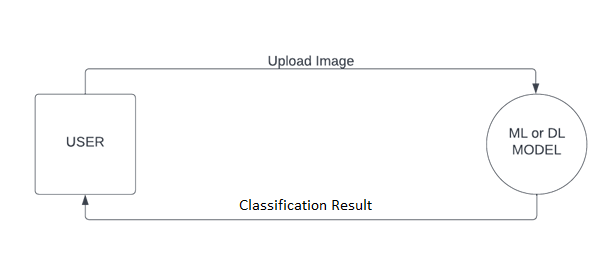 Upload Image
USER
ML or DL
MODEL
Classification Result